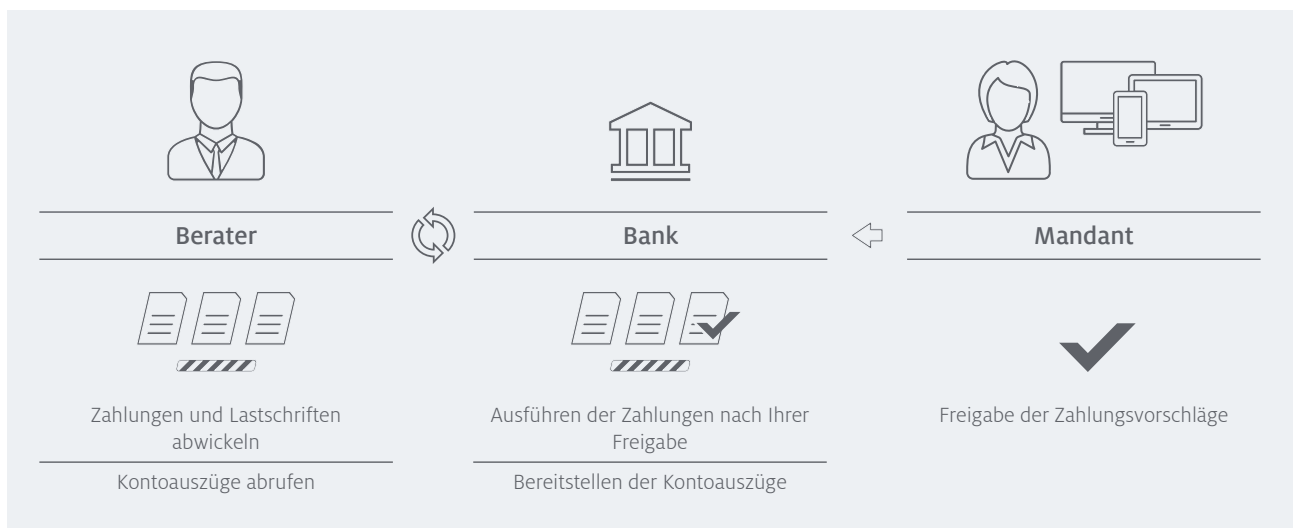 Berater
Bank
Mandant
Zahlungen und Lastschriften
abwickeln
Kontoauszüge abrufen
Ausführen der Zahlungen nach Ihrer
Freigabe
Bereitstellen der Kontoauszüge
Freigabe der Zahlungsvorschläge